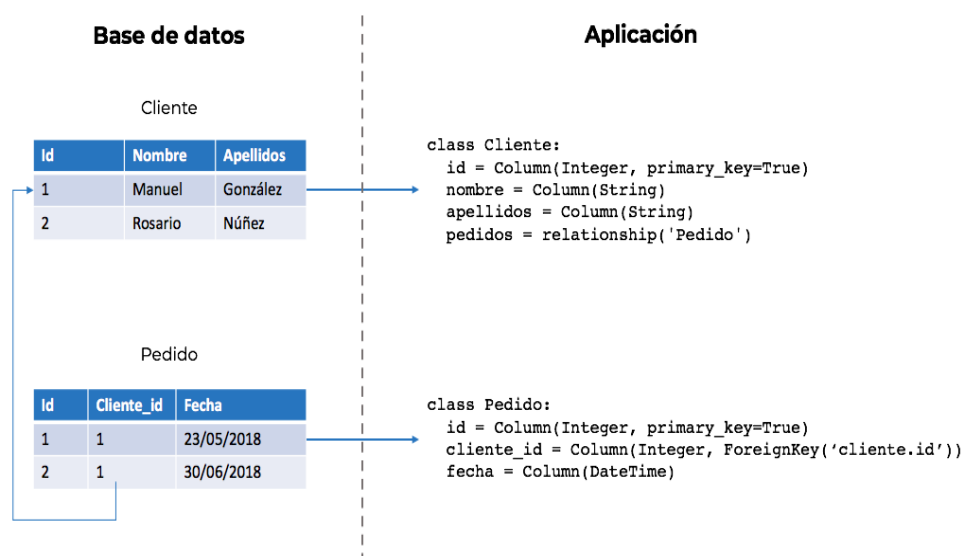 Base de datos
Aplicación
Cliente
Id Nombre Apellidos
1 Manuel González
2 Rosario Núñez
class Cliente:
  id = Column(Integer, primary_key=True)
  nombre = Column(String)
  apellidos = Column(String)
  pedidos = relationship('Pedido')
Pedido
Id Cliente_id Fecha
1 1 23/05/2018
2 1 30/06/2018
class Pedido:
  id = Column(Integer, primary_key=True)
  cliente_id = Column(Integer, ForeignKey(‘cliente.id’))
  fecha = Column(DateTime)